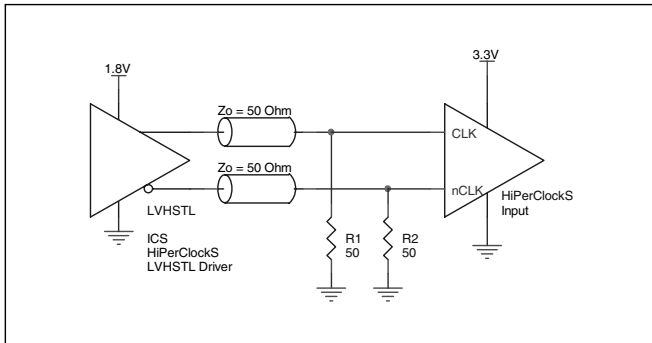 1.8V
3.3V
Zo = 50 Ohm
CLK
Zo = 50 Ohm
nCLK
HiPerClockS
Input
LVHSTL
ICS
HiPerClockS
LVHSTL Driver
R1
50
R2
50